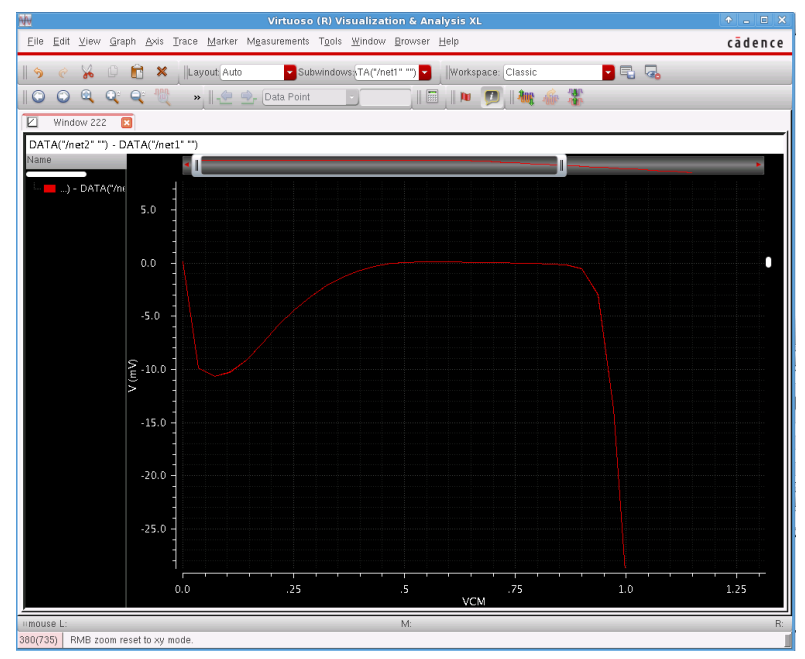 Virtuoso (R) Visualization & Analysis XL
File Edit View Graph Axis Trace Marker Measurements Tools Window Browser Help
cādence
Layout: Auto Subwindows: TA("/net1" "") Workspace: Classic
» Data Point
Window 222
DATA("/net2" "") - DATA("/net1" "")
Name
...) - DATA("/ne
5.0
0.0
-5.0
-10.0
-15.0
-20.0
-25.0
V (mV)
0.0 .25 .5 .75 1.0 1.25
VCM
mouse L: M: R:
380(735) RMB zoom reset to xy mode.